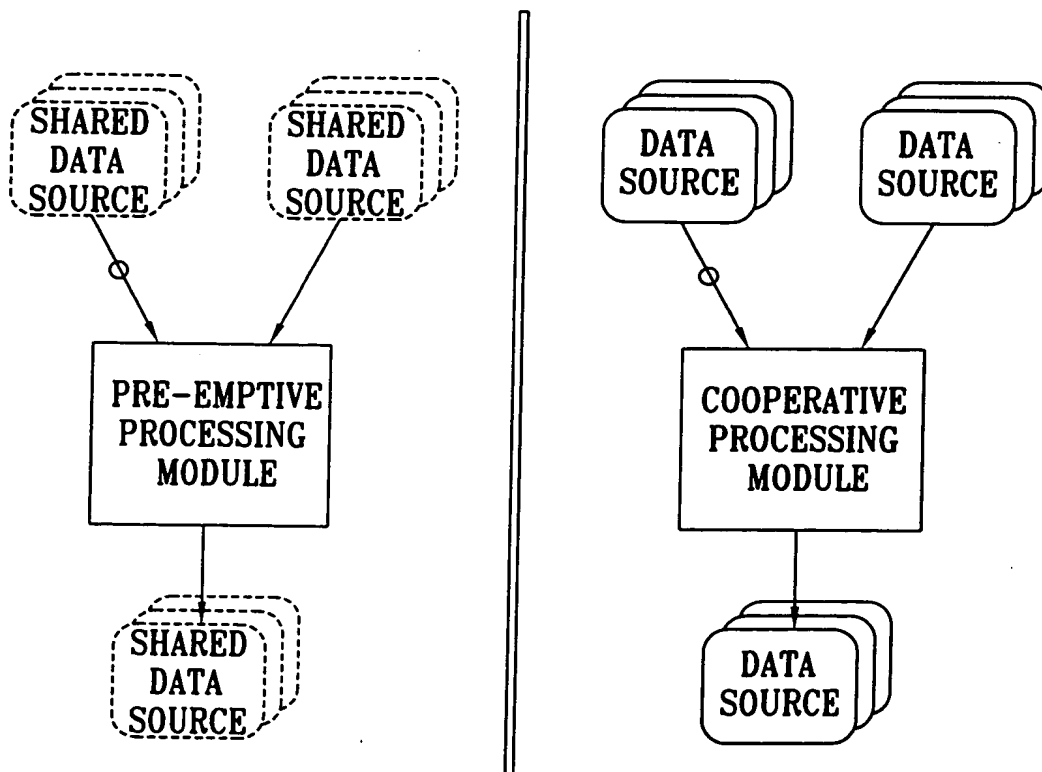 SHARED
DATA
SOURCE
SHARED
DATA
SOURCE
PRE-EMPTIVE
PROCESSING
MODULE
SHARED
DATA
SOURCE
DATA
SOURCE
DATA
SOURCE
COOPERATIVE
PROCESSING
MODULE
DATA
SOURCE